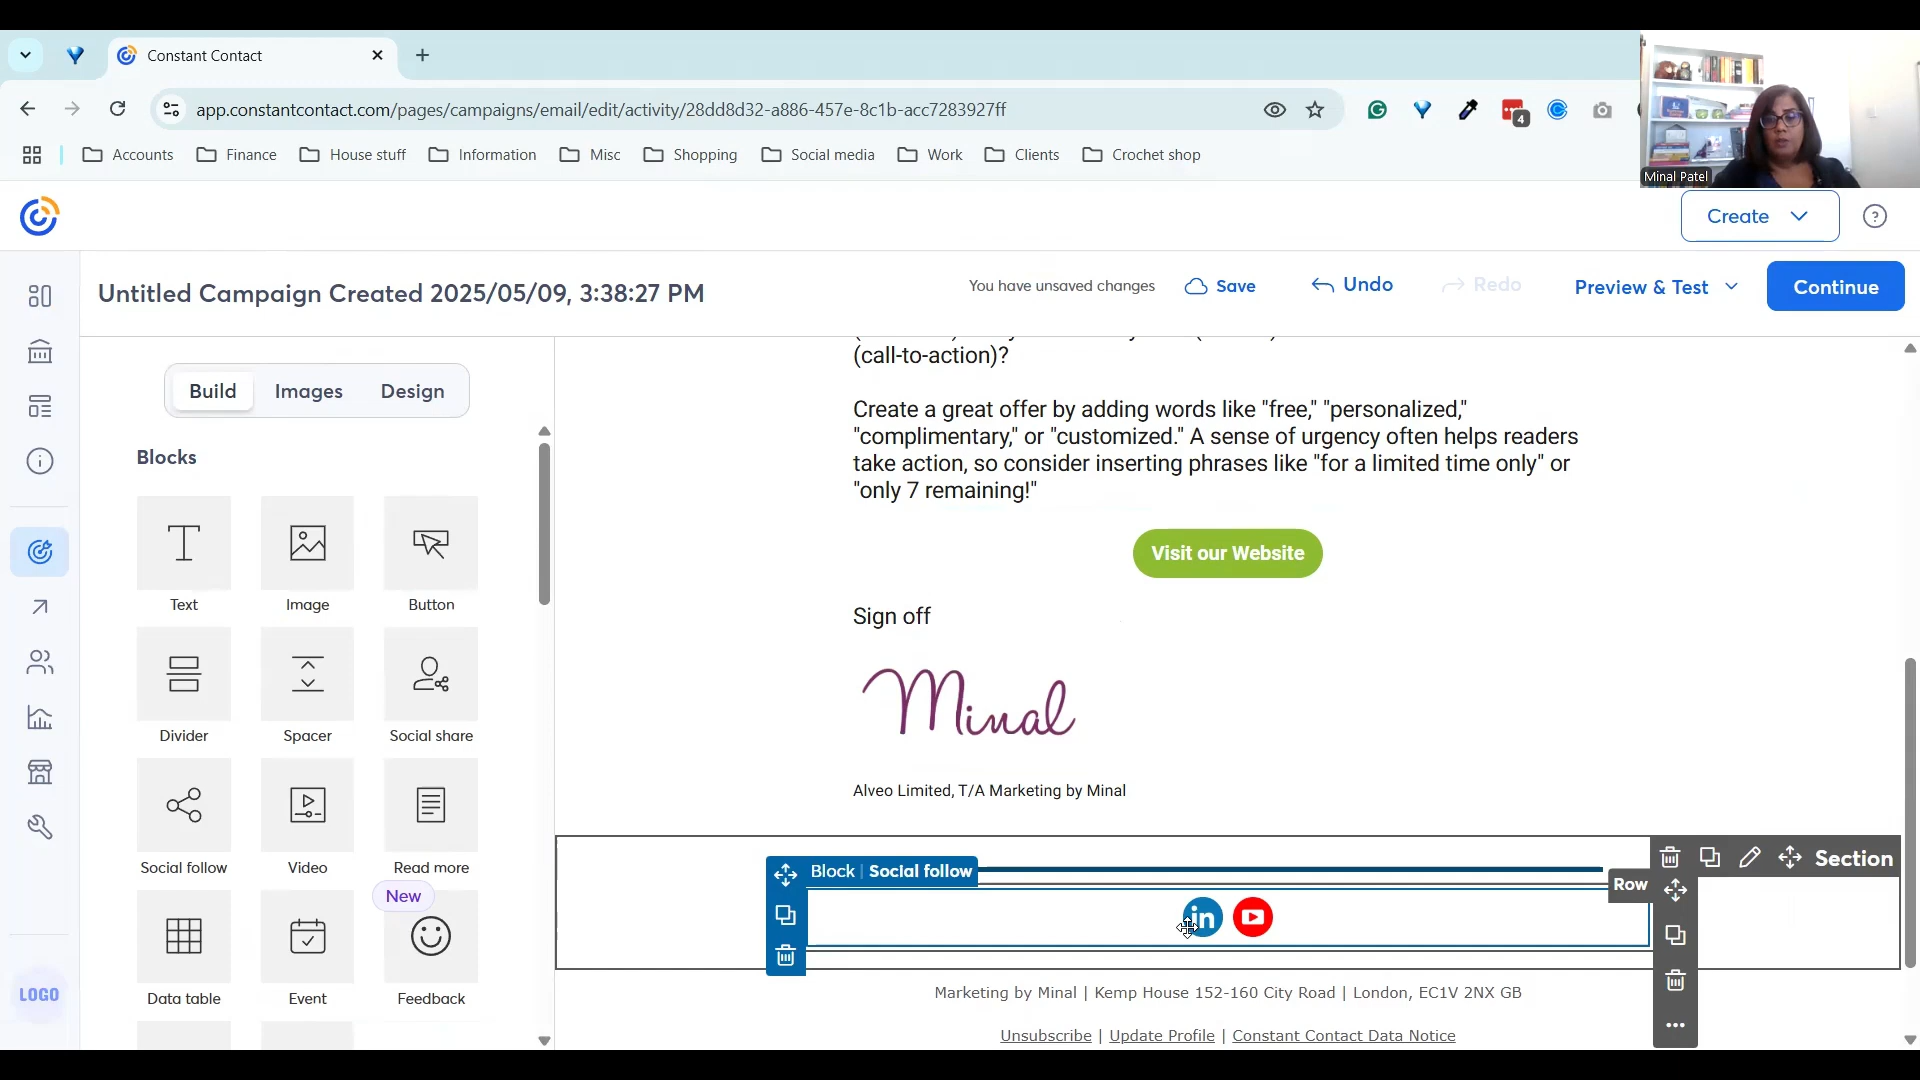 Constant Contact
app.constantcontact.com/pages/campaigns/email/edit/activity/28dd8d32-a886-457e-8c1b-acc7283927ff
4
Accounts
Finance
House stuff
Information
Misc
Shopping
Social media
Work
Clients
Crochet shop
Minal Patel
Create
?
Untitled Campaign Created 2025/05/09, 3:38:27 PM
You have unsaved changes
Save
Undo
Redo
Preview & Test
Continue
Build
Images
Design
Blocks
Text
Image
Button
Divider
Spacer
Social share
Social follow
Video
Read more
New
Data table
Event
Feedback
LOGO
(call-to-action)?
Create a great offer by adding words like "free," "personalized,"
"complimentary," or "customized." A sense of urgency often helps readers
take action, so consider inserting phrases like "for a limited time only" or
"only 7 remaining!"
Visit our Website
Sign off
Minal
Alveo Limited, T/A Marketing by Minal
Section
Block | Social follow
Row
in
Marketing by Minal | Kemp House 152-160 City Road | London, EC1V 2NX GB
Unsubscribe | Update Profile | Constant Contact Data Notice